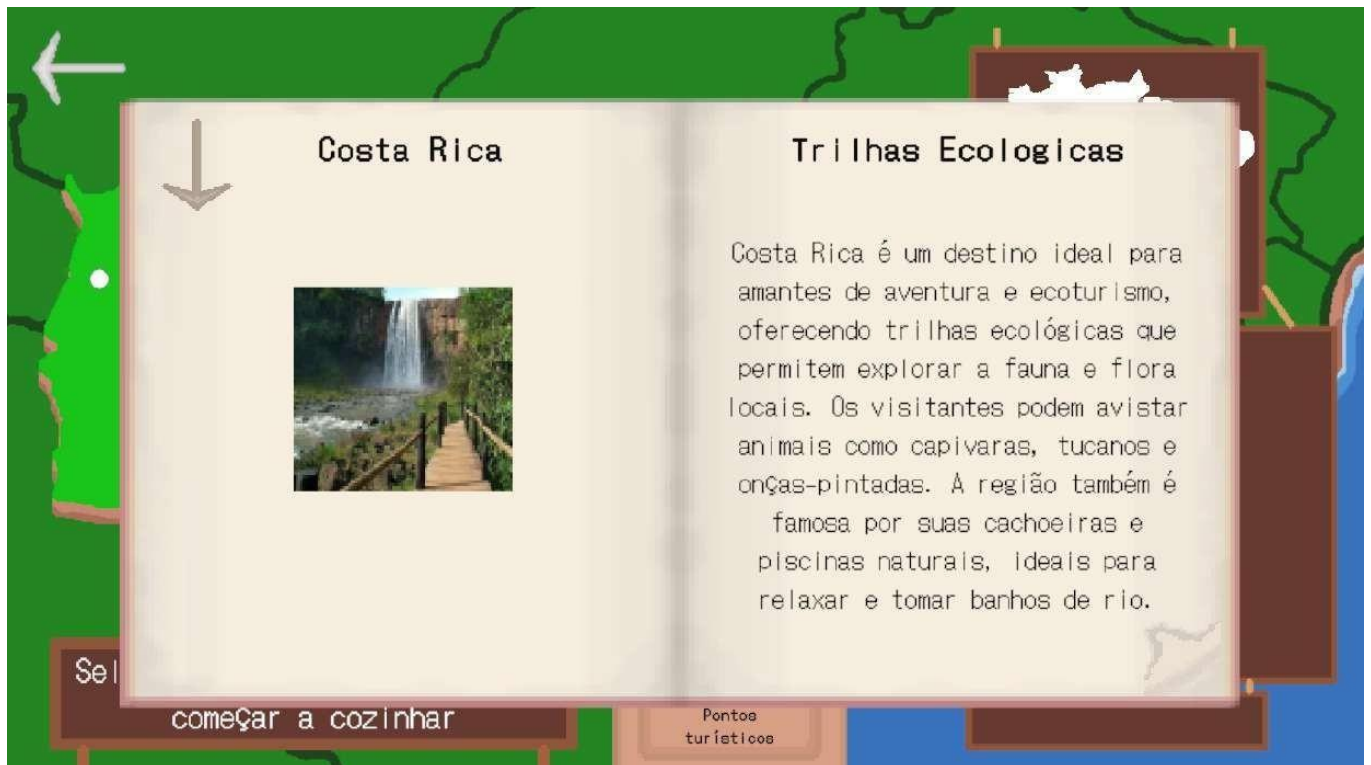 Costa Rica
Trilhas Ecologicas
Costa Rica é um destino ideal para
amantes de aventura e ecoturismo,
oferecendo trilhas ecológicas que
permitem explorar a fauna e flora
locais. Os visitantes podem avistar
animais como capivaras, tucanos e
onças-pintadas. A região também é
famosa por suas cachoeiras e
piscinas naturais, ideais para
relaxar e tomar banhos de rio.
Sel
começar a cozinhar
Pontos
turísticos